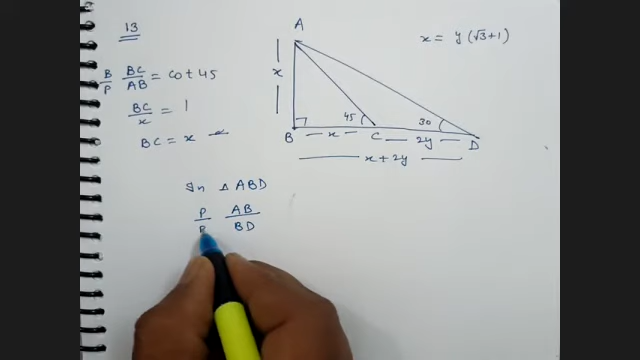 13
A
x = y (√3+1)
B/P BC/AB = Cot 45
x
BC/x = 1
45
30
B
x
C
2y
D
BC = x
x + 2y
In △ ABD
P/B AB/BD